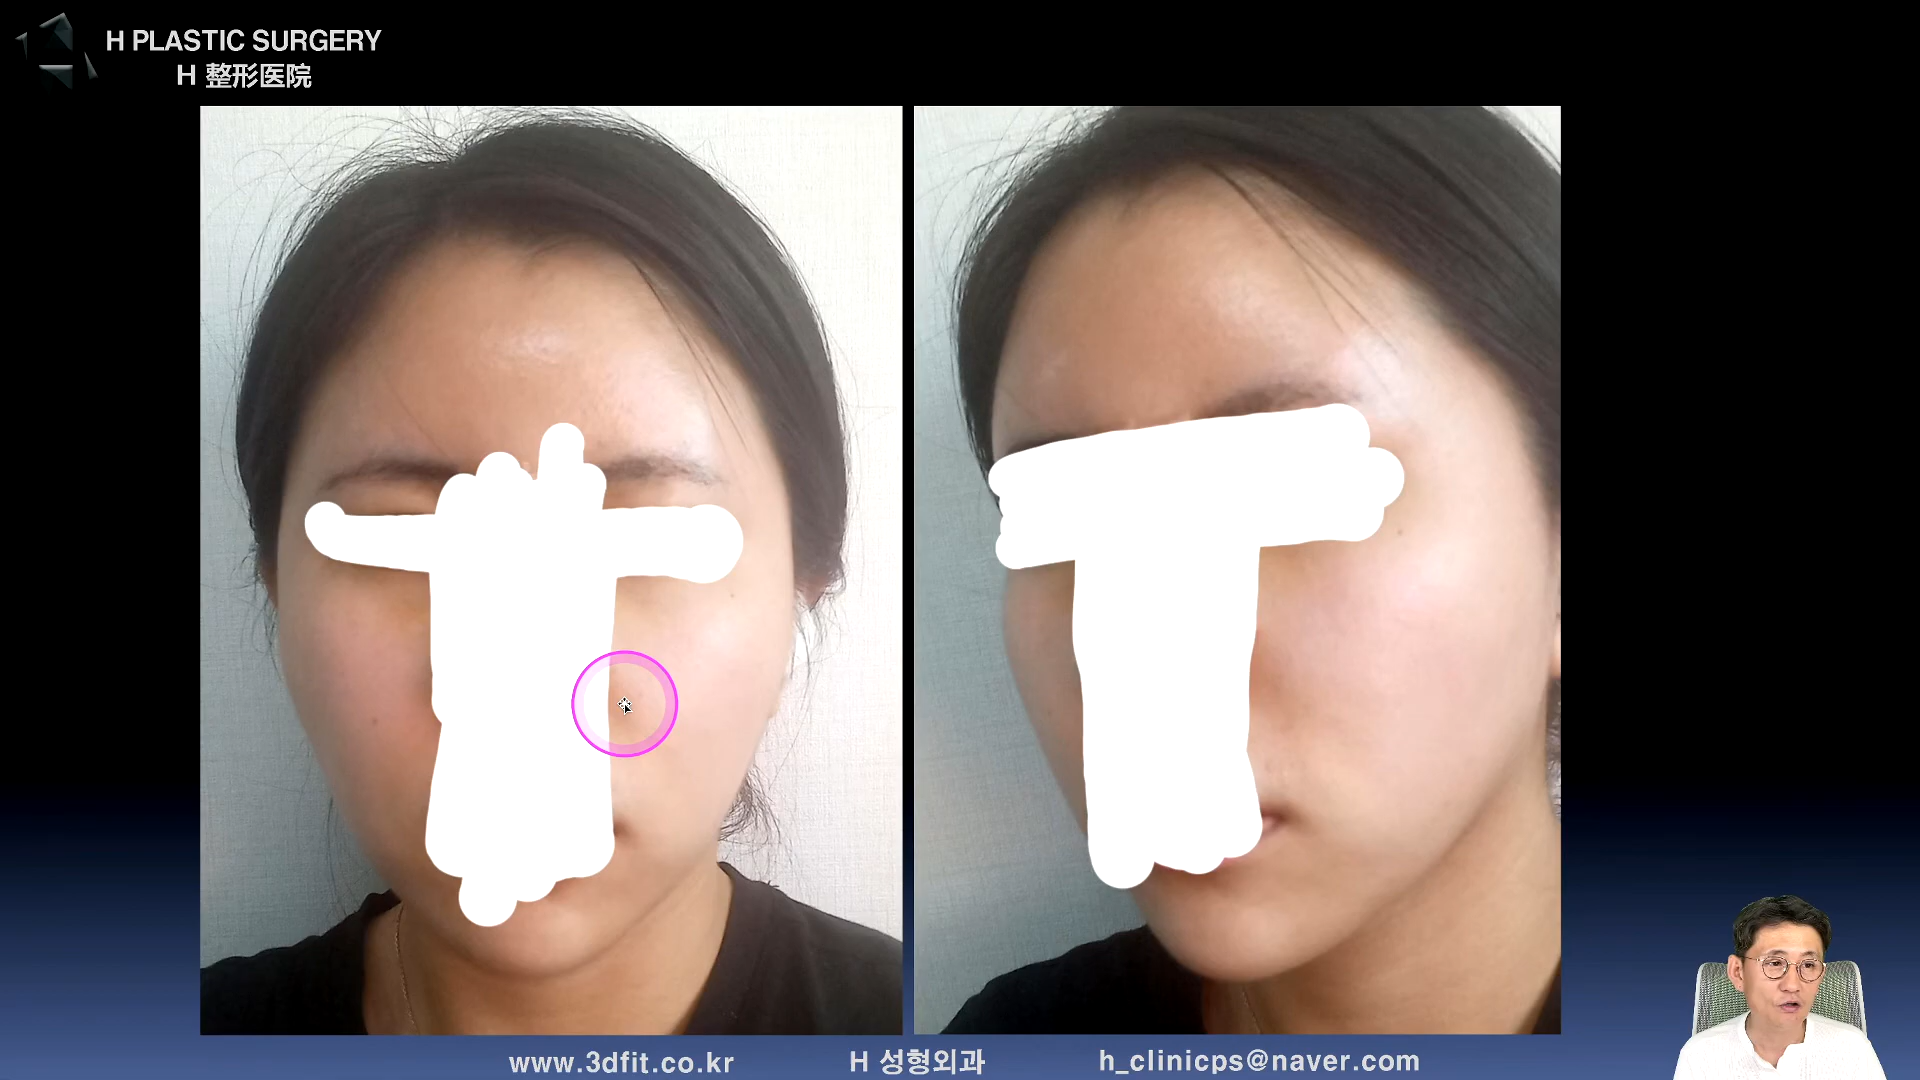 H PLASTIC SURGERY
H 整形医院
www.3dfit.co.kr
H 성형외과
h_clinicps@naver.com